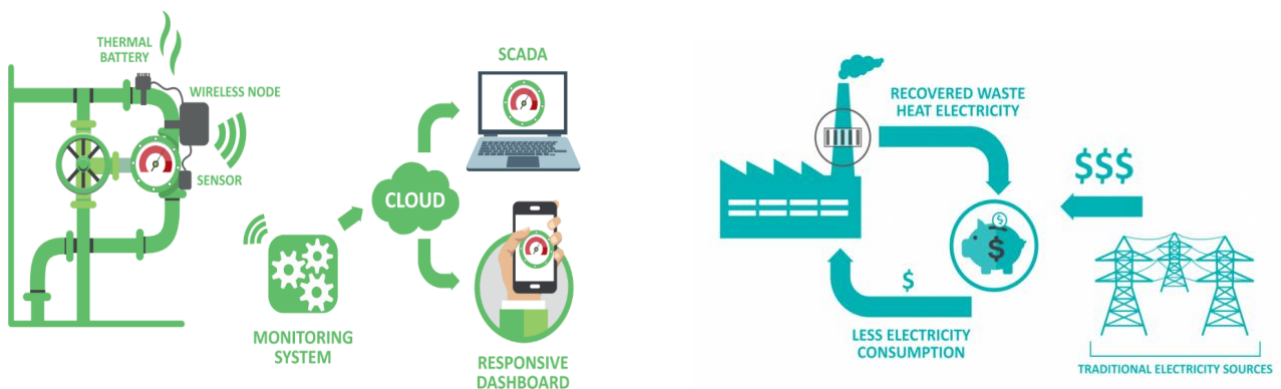 THERMAL
BATTERY
WIRELESS NODE
SENSOR
MONITORING
SYSTEM
CLOUD
SCADA
RESPONSIVE
DASHBOARD
RECOVERED WASTE
HEAT ELECTRICITY
$
$
$$$
$
LESS ELECTRICITY
CONSUMPTION
TRADITIONAL ELECTRICITY SOURCES